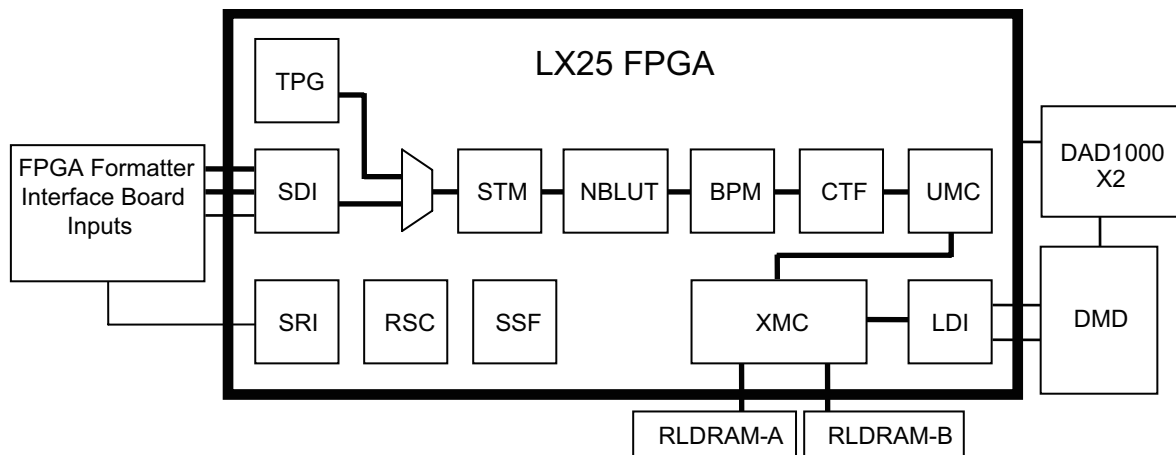 LX25 FPGA
TPG
FPGA Formatter
Interface Board
Inputs
SDI
STM
NBLUT
BPM
CTF
UMC
DAD1000
X2
SRI
RSC
SSF
XMC
LDI
DMD
RLDRAM-A
RLDRAM-B